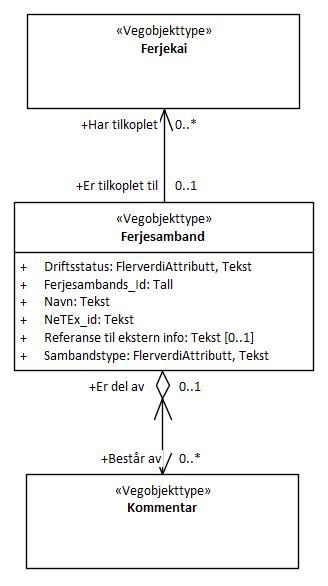 «Vegobjekttype»
Ferjekai
+Har tilkoplet 0..*
+Er tilkoplet til 0..1
«Vegobjekttype»
Ferjesamband
+ Driftsstatus: FlerverdiAttributt, Tekst
+ Ferjesambands_Id: Tall
+ Navn: Tekst
+ NeTEx_id: Tekst
+ Referanse til ekstern info: Tekst [0..1]
+ Sambandstype: FlerverdiAttributt, Tekst
+Er del av 0..1
+Består av 0..*
«Vegobjekttype»
Kommentar